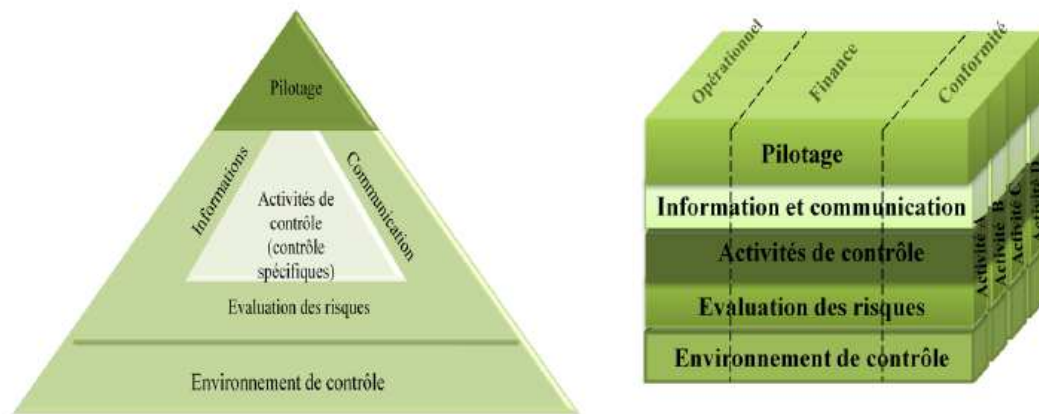 Pilotage
Informations
Communication
Activités de
contrôle
(contrôle
spécifiques)
Evaluation des risques
Environnement de contrôle
Opérationnel
Finance
Conformité
Pilotage
Information et communication
Activités de contrôle
Evaluation des risques
Environnement de contrôle
Activité A
Activité B
Activité C
Activité D